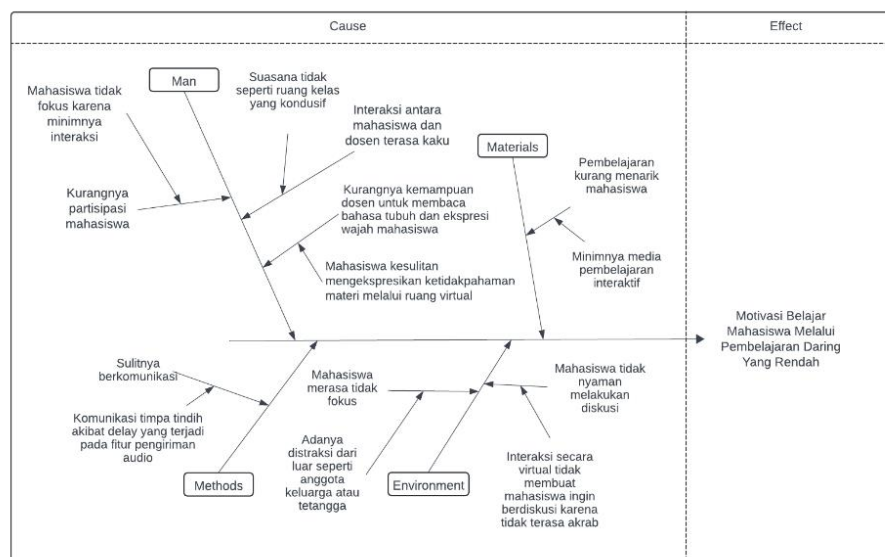 Cause
Effect
Man
Mahasiswa tidak
fokus karena
minimnya
interaksi
Suasana tidak
seperti ruang kelas
yang kondusif
Interaksi antara
mahasiswa dan
dosen terasa kaku
Kurangnya
partisipasi
mahasiswa
Kurangnya kemampuan
dosen untuk membaca
bahasa tubuh dan ekspresi
wajah mahasiswa
Mahasiswa kesulitan
mengekspresikan ketidakpahaman
materi melalui ruang virtual
Materials
Pembelajaran
kurang menarik
mahasiswa
Minimnya media
pembelajaran
interaktif
Motivasi Belajar
Mahasiswa Melalui
Pembelajaran Daring
Yang Rendah
Sulitnya
berkomunikasi
Komunikasi timpa tindih
akibat delay yang terjadi
pada fitur pengiriman
audio
Methods
Mahasiswa
merasa tidak
fokus
Adanya
distraksi dari
luar seperti
anggota
keluarga atau
tetangga
Environment
Mahasiswa tidak
nyaman
melakukan
diskusi
Interaksi secara
virtual tidak
membuat
mahasiswa ingin
berdiskusi karena
tidak terasa akrab